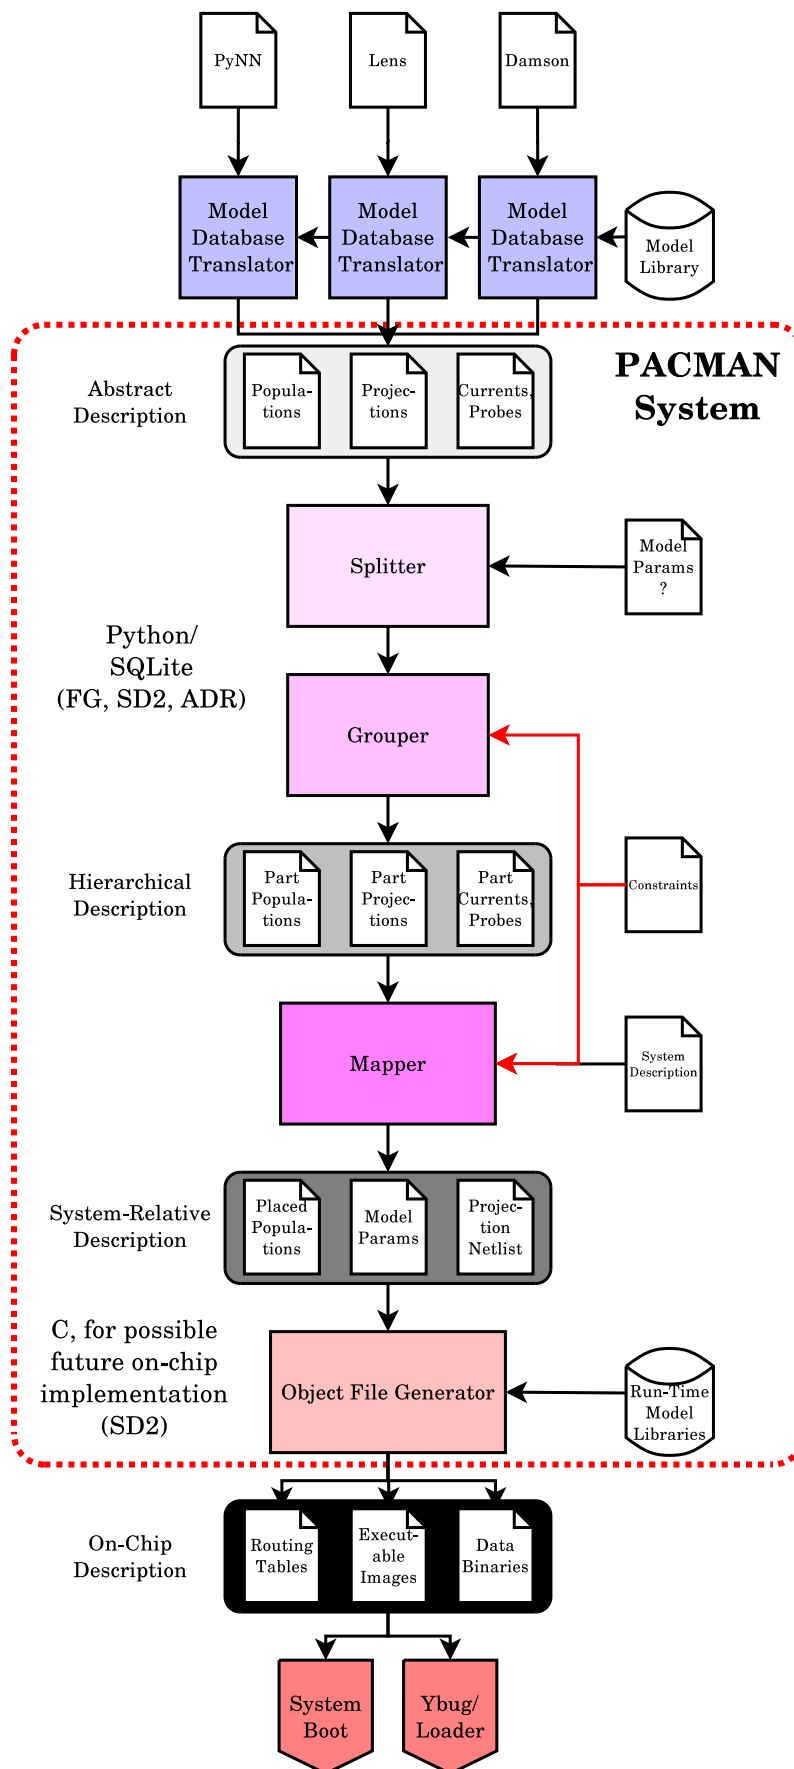 PyNN
Lens
Damson
Model
Database
Translator
Model
Database
Translator
Model
Database
Translator
Model
Library
PACMAN
System
Abstract
Description
Popula-
tions
Projec-
tions
Currents,
Probes
Splitter
Model
Params
?
Python/
SQLite
(FG, SD2, ADR)
Grouper
Hierarchical
Description
Part
Popula-
tions
Part
Projec-
tions
Part
Currents,
Probes
Constraints
Mapper
System
Description
System-Relative
Description
Placed
Popula-
tions
Model
Params
Projec-
tion
Netlist
C, for possible
future on-chip
implementation
(SD2)
Object File Generator
Run-Time
Model
Libraries
On-Chip
Description
Routing
Tables
Execut-
able
Images
Data
Binaries
System
Boot
Ybug/
Loader